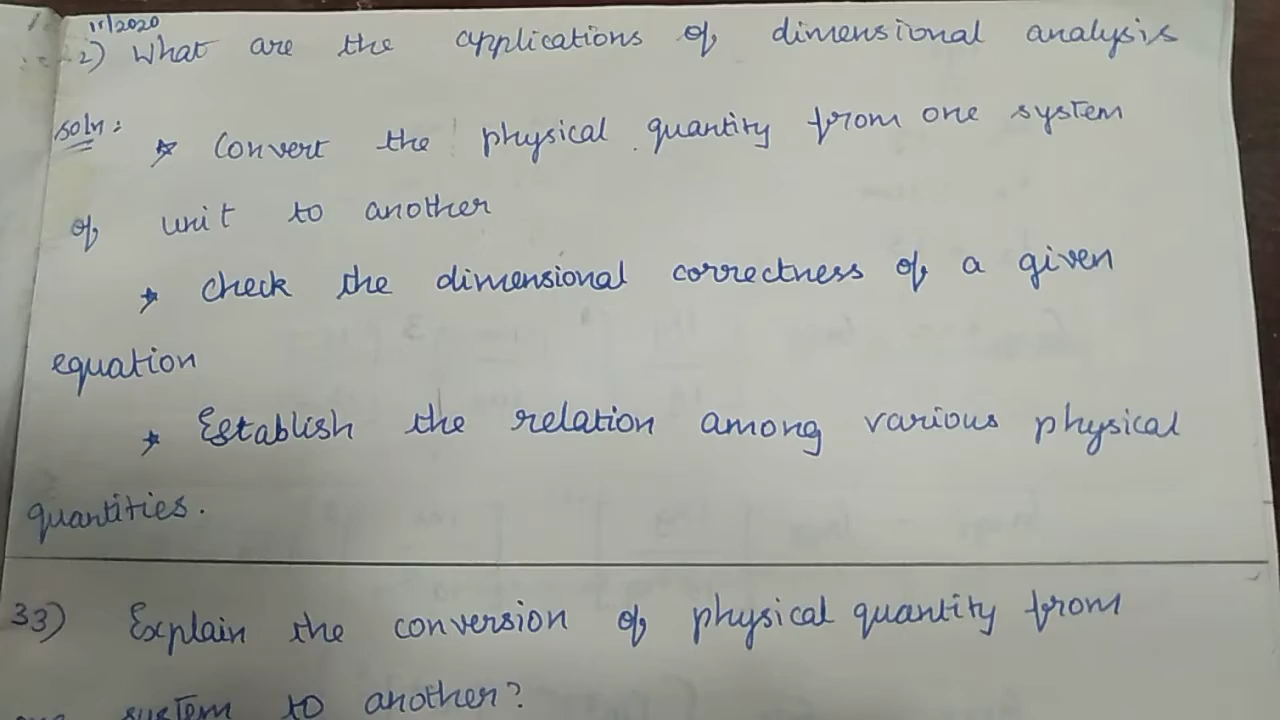 11/2020
2) What are the applications of dimensional analysis
Soln:
* Convert the physical quantity from one system
of unit to another
* check the dimensional correctness of a given
equation
* Establish the relation among various physical
quantities.
33) Explain the conversion of physical quantity from
system to another?